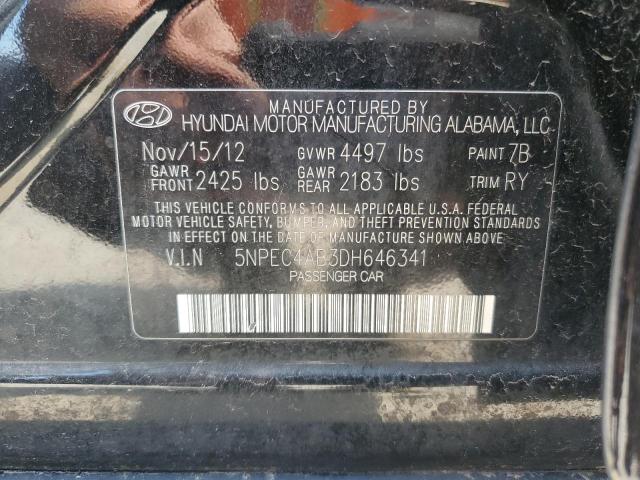 MANUFACTURED BY
HYUNDAI MOTOR MANUFACTURING ALABAMA, LLC
Nov/15/12 GVWR 4497 lbs PAINT 7B
GAWR FRONT 2425 lbs GAWR REAR 2183 lbs TRIM RY
THIS VEHICLE CONFORMS TO ALL APPLICABLE U.S.A. FEDERAL
MOTOR VEHICLE SAFETY, BUMPER, AND THEFT PREVENTION STANDARDS
IN EFFECT ON THE DATE OF MANUFACTURE SHOWN ABOVE.
V.I.N 5NPEC4AB3DH646341
PASSENGER CAR